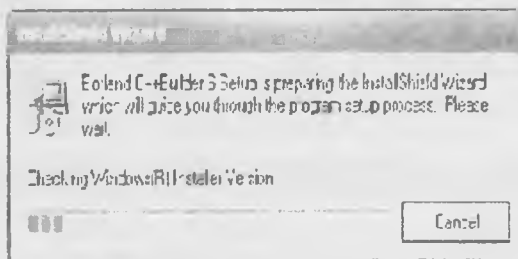 Borland C++Builder 6 Setup is preparing the InstallShield Wizard
which will guide you through the program setup process. Please
wait.
Checking Windows(R) Installer Version
Cancel